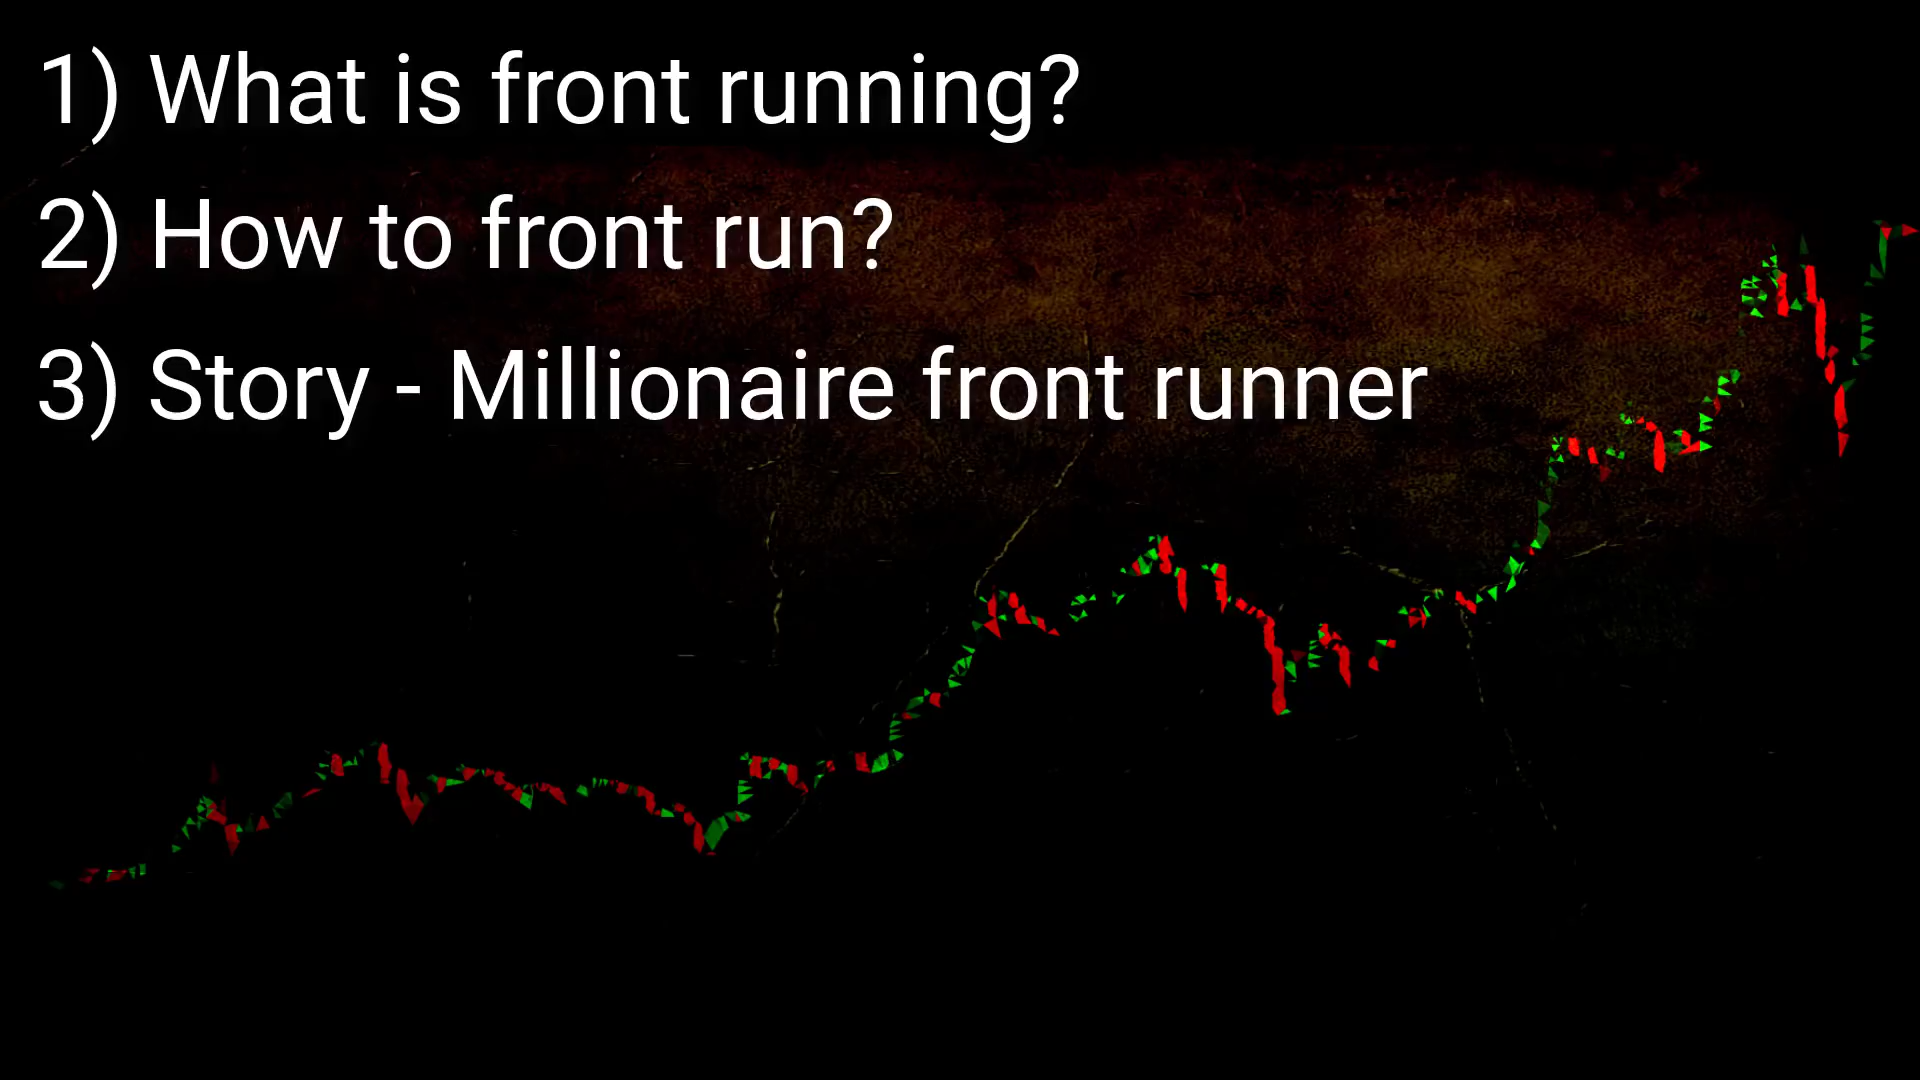 1) What is front running?
2) How to front run?
3) Story - Millionaire front runner